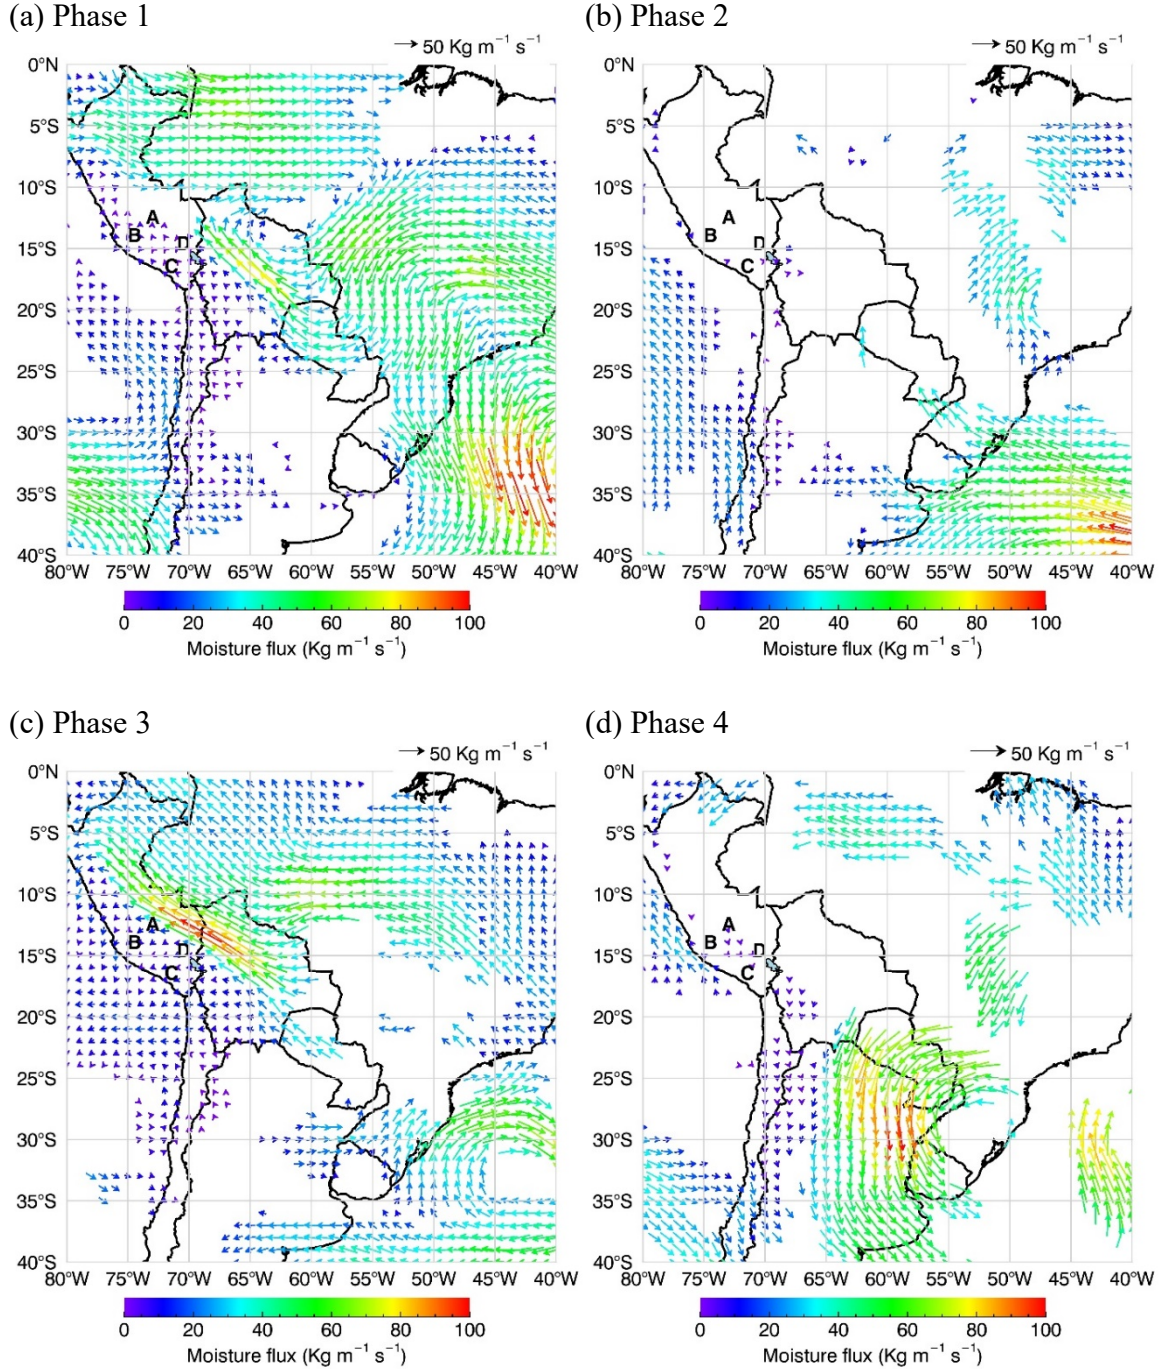 (a) Phase 1
(b) Phase 2
50 Kg m⁻¹ s⁻¹
50 Kg m⁻¹ s⁻¹
0°N
5°S
10°S
15°S
20°S
25°S
30°S
35°S
40°S
A
B
C
D
80°W 75°W 70°W 65°W 60°W 55°W 50°W 45°W 40°W
0 20 40 60 80 100
Moisture flux (Kg m⁻¹ s⁻¹)
0°N
5°S
10°S
15°S
20°S
25°S
30°S
35°S
40°S
A
B
C
D
80°W 75°W 70°W 65°W 60°W 55°W 50°W 45°W 40°W
0 20 40 60 80 100
Moisture flux (Kg m⁻¹ s⁻¹)
(c) Phase 3
(d) Phase 4
50 Kg m⁻¹ s⁻¹
50 Kg m⁻¹ s⁻¹
0°N
5°S
10°S
15°S
20°S
25°S
30°S
35°S
40°S
A
B
C
D
80°W 75°W 70°W 65°W 60°W 55°W 50°W 45°W 40°W
0 20 40 60 80 100
Moisture flux (Kg m⁻¹ s⁻¹)
0°N
5°S
10°S
15°S
20°S
25°S
30°S
35°S
40°S
A
B
C
D
80°W 75°W 70°W 65°W 60°W 55°W 50°W 45°W 40°W
0 20 40 60 80 100
Moisture flux (Kg m⁻¹ s⁻¹)